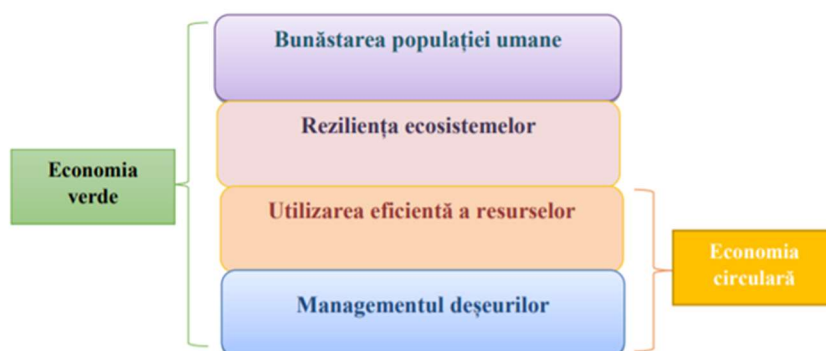 Bunăstarea populației umane
Reziliența ecosistemelor
Economia
verde
Utilizarea eficientă a resurselor
Economia
circulară
Managementul deșeurilor